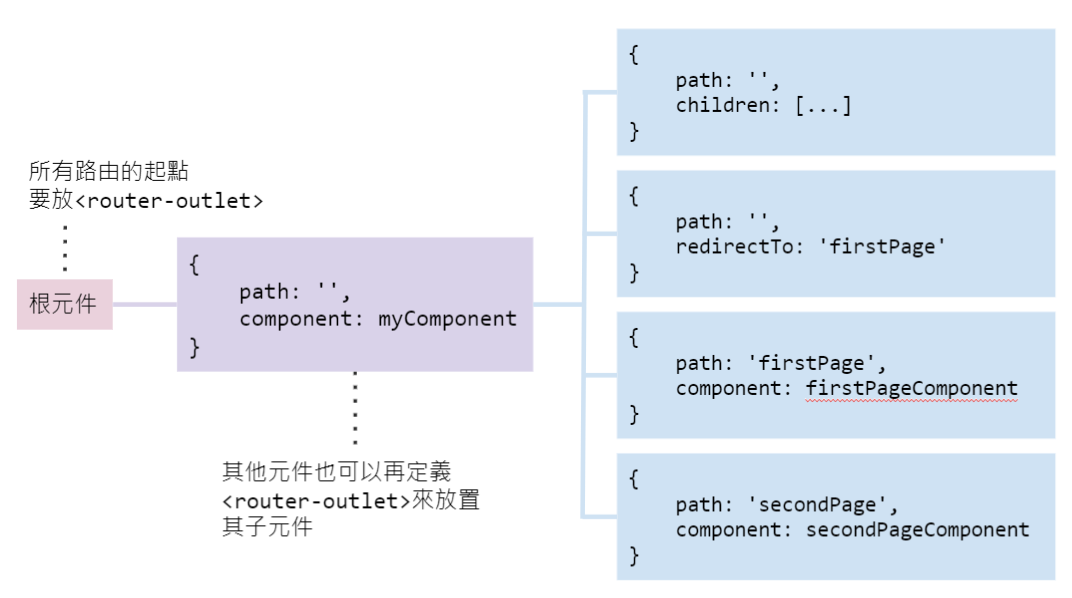 所有路由的起點
要放<router-outlet>
根元件
{
path: '',
component: myComponent
}
其他元件也可以再定義
<router-outlet>來放置
其子元件
{
path: '',
children: [...]
}
{
path: '',
redirectTo: 'firstPage'
}
{
path: 'firstPage',
component: firstPageComponent
}
{
path: 'secondPage',
component: secondPageComponent
}